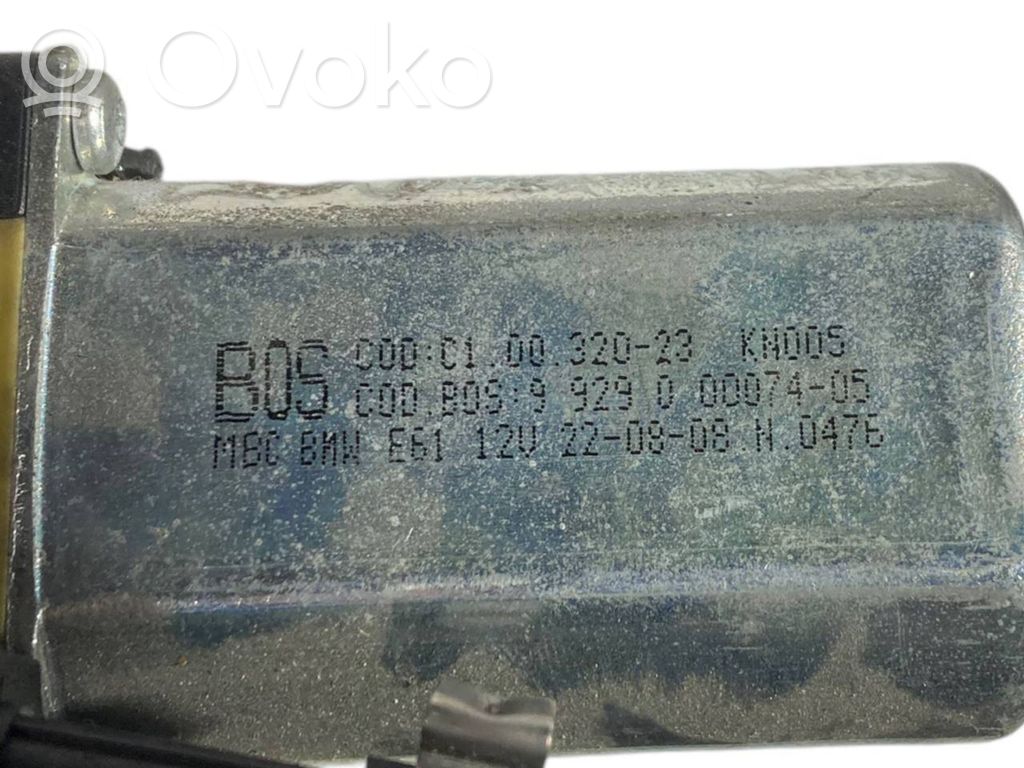 Ovoko
BOS COD:C1.00.320-23 KN005
COD.BOS:9 929 0 00074-05
MBC BMW E61 12V 22-08-08.N.0476